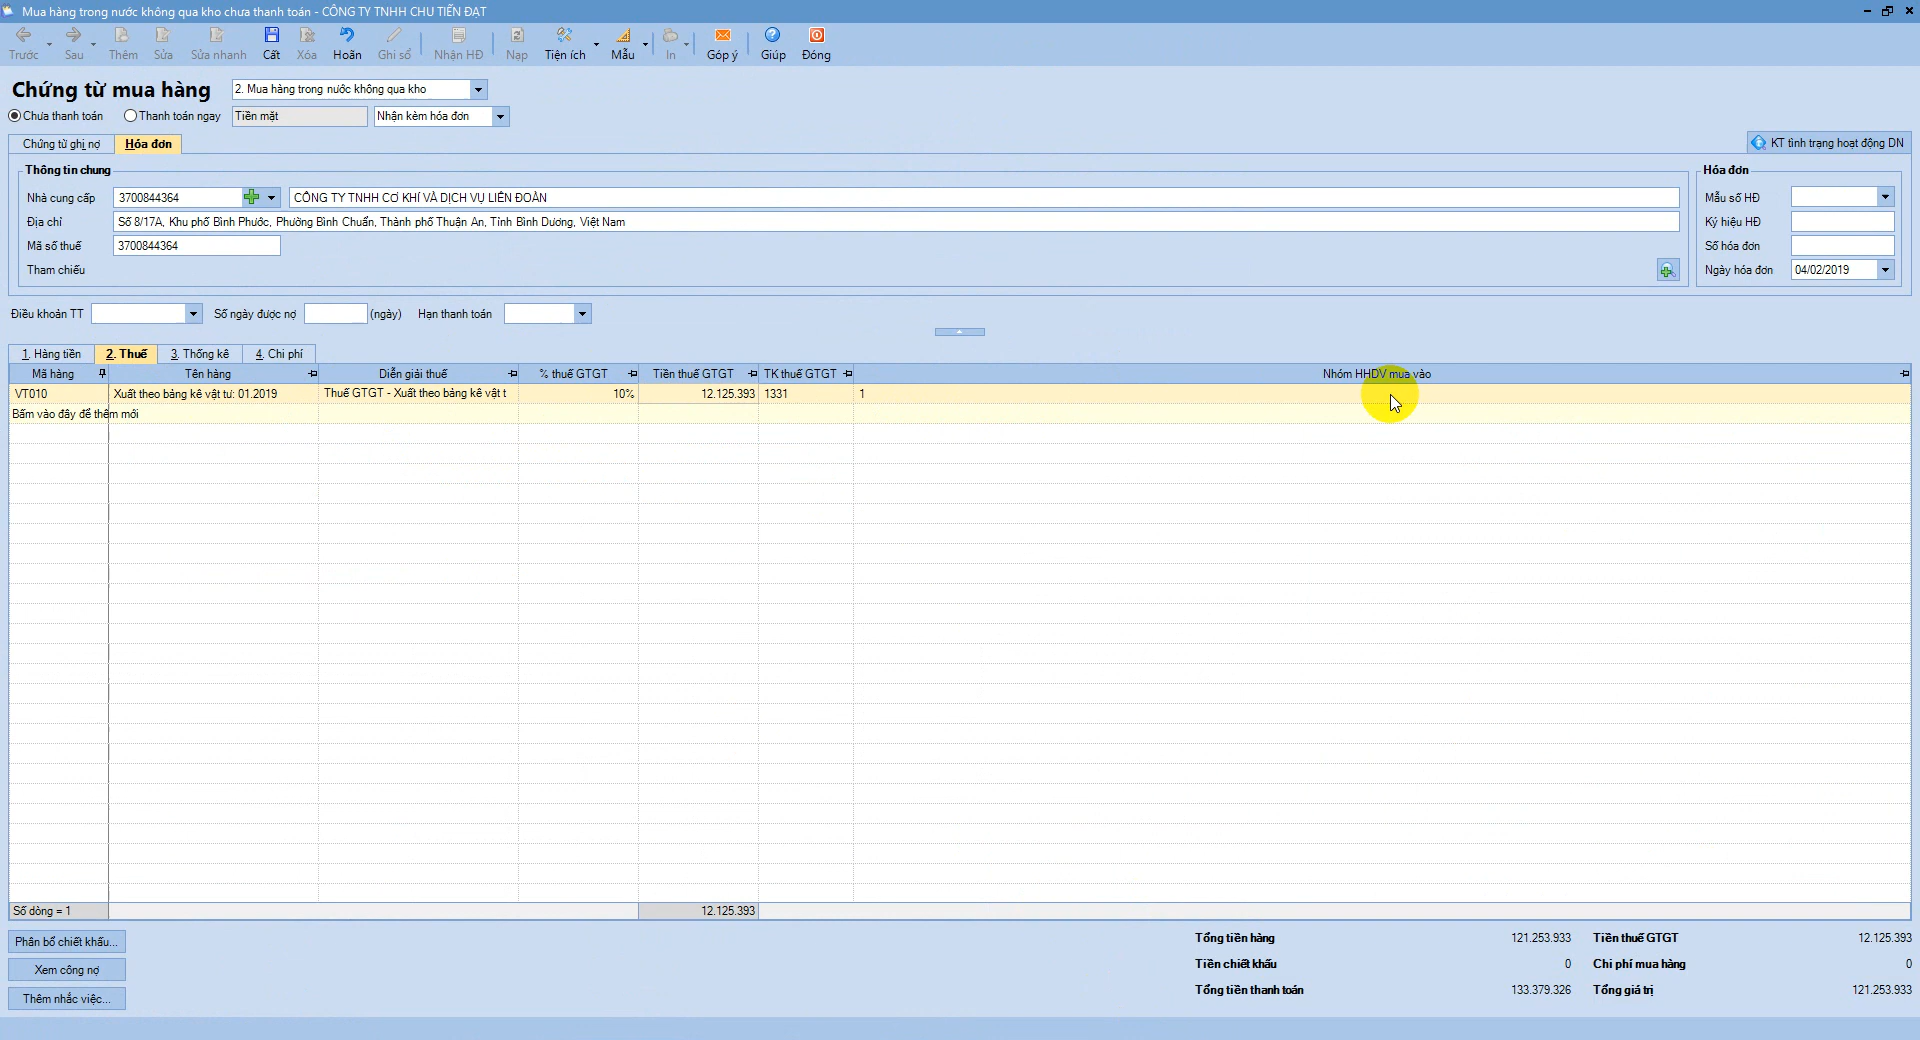 Mua hàng trong nước không qua kho chưa thanh toán - CÔNG TY TNHH CHU TIẾN ĐẠT
Trước Sau Thêm Sửa Sửa nhanh Cất Xóa Hoãn Ghi sổ Nhận HĐ Nạp Tiện ích Mẫu In Góp ý Giúp Đóng
Chứng từ mua hàng 2. Mua hàng trong nước không qua kho
Chưa thanh toán Thanh toán ngay Tiền mặt Nhận kèm hóa đơn
Chứng từ ghi nợ Hóa đơn KT tình trạng hoạt động DN
Thông tin chung Hóa đơn
Nhà cung cấp 3700844364 CÔNG TY TNHH CƠ KHÍ VÀ DỊCH VỤ LIÊN ĐOÀN Mẫu số HĐ
Địa chỉ Số 8/17A, Khu phố Bình Phước, Phường Bình Chuẩn, Thành phố Thuận An, Tỉnh Bình Dương, Việt Nam Ký hiệu HĐ
Mã số thuế 3700844364 Số hóa đơn
Tham chiếu Ngày hóa đơn 04/02/2019
Điều khoản TT Số ngày được nợ (ngày) Hạn thanh toán
1. Hàng tiền 2. Thuế 3. Thống kê 4. Chi phí
Mã hàng Tên hàng Diễn giải thuế % thuế GTGT Tiền thuế GTGT TK thuế GTGT Nhóm HHDV mua vào
VT010 Xuất theo bảng kê vật tư: 01.2019 Thuế GTGT - Xuất theo bảng kê vật t 10% 12.125.393 1331 1
Bấm vào đây để thêm mới
Số dòng = 1 12.125.393
Phân bổ chiết khấu... Tổng tiền hàng 121.253.933 Tiền thuế GTGT 12.125.393
Xem công nợ Tiền chiết khấu 0 Chi phí mua hàng 0
Thêm nhắc việc... Tổng tiền thanh toán 133.379.326 Tổng giá trị 121.253.933